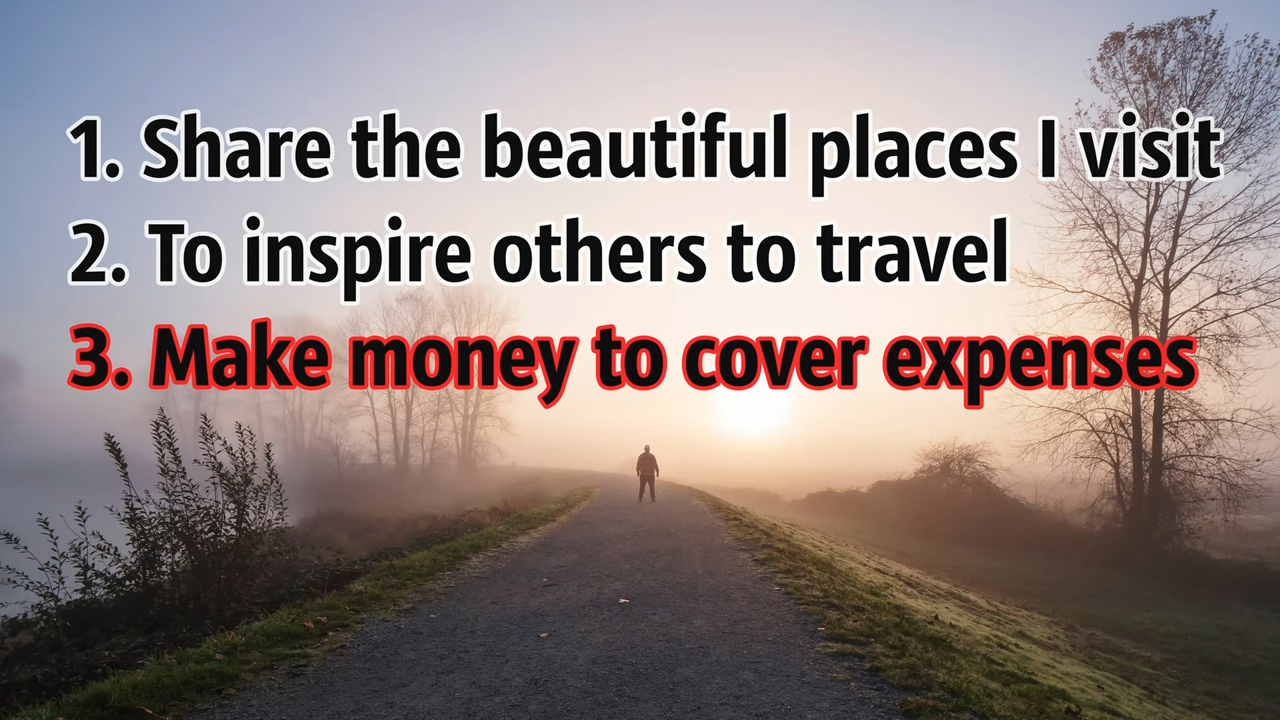 1. Share the beautiful places I visit
2. To inspire others to travel
3. Make money to cover expenses